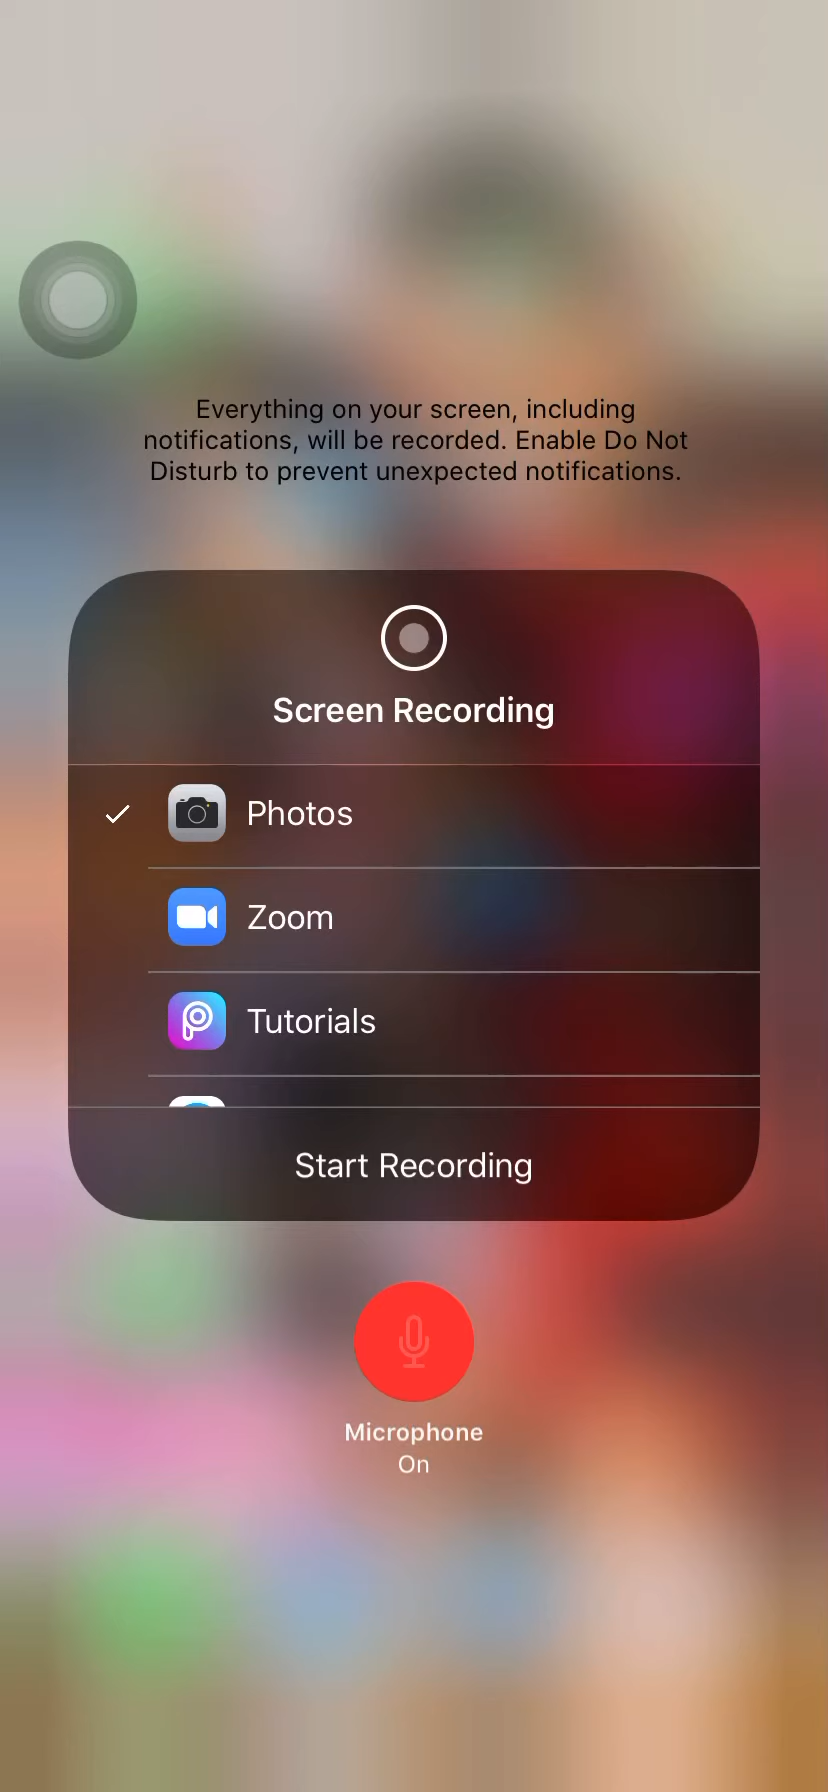 Everything on your screen, including
notifications, will be recorded. Enable Do Not
Disturb to prevent unexpected notifications.
Screen Recording
Photos
Zoom
Tutorials
Start Recording
Microphone
On